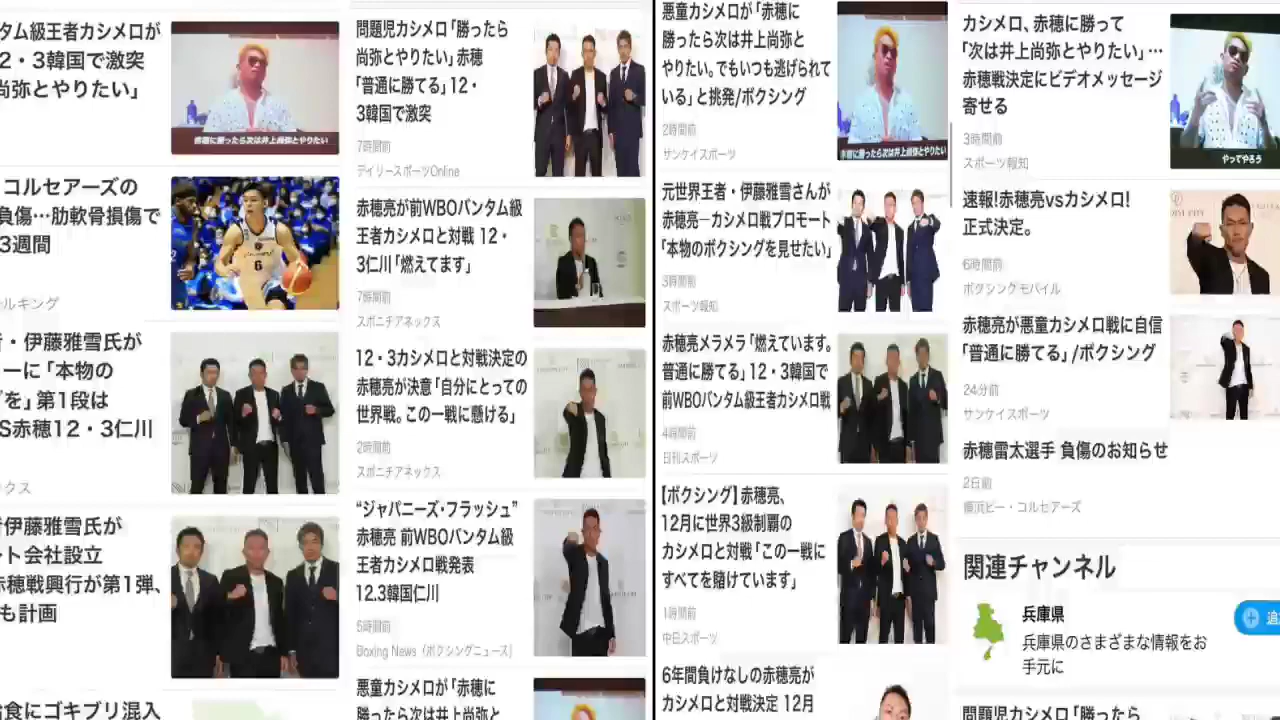 タム級王者カシメロが
2・3韓国で激突
尚弥とやりたい」
赤穂に勝ったら次は井上尚弥とやりたい
コルセアーズの
負傷…肋軟骨損傷で
3週間
ルキング
・伊藤雅雪氏が
ーに「本物の
を」第1段は
S赤穂12・3仁川
クス
伊藤雅雪氏が
ート会社設立
赤穂戦興行が第1弾、
も計画
食にゴキブリ混入
問題児カシメロ「勝ったら
尚弥とやりたい」赤穂
「普通に勝てる」12・
3韓国で激突
7時間前
デイリースポーツOnline
赤穂亮が前WBOバンタム級
王者カシメロと対戦 12・
3仁川「燃えてます」
7時間前
スポニチアネックス
12・3カシメロと対戦決定の
赤穂亮が決意「自分にとっての
世界戦。この一戦に懸ける」
2時間前
スポニチアネックス
“ジャパニーズ・フラッシュ”
赤穂亮 前WBOバンタム級
王者カシメロ戦発表
12.3韓国仁川
5時間前
Boxing News（ボクシングニュース）
悪童カシメロが「赤穂に
勝ったら次は井上尚弥と
悪童カシメロが「赤穂に
勝ったら次は井上尚弥と
やりたい。でもいつも逃げられて
いる」と挑発/ボクシング
2時間前
サンケイスポーツ
赤穂に勝ったら次は井上尚弥とやりたい
元世界王者・伊藤雅雪さんが
赤穂亮－カシメロ戦プロモート
「本物のボクシングを見せたい」
3時間前
スポーツ報知
赤穂亮メラメラ「燃えています。
普通に勝てる」12・3韓国で
前WBOバンタム級王者カシメロ戦
4時間前
日刊スポーツ
【ボクシング】赤穂亮、
12月に世界3級制覇の
カシメロと対戦「この一戦に
すべてを賭けています」
1時間前
中日スポーツ
6年間負けなしの赤穂亮が
カシメロと対戦決定 12月
カシメロ、赤穂に勝って
「次は井上尚弥とやりたい」…
赤穂戦決定にビデオメッセージ
寄せる
3時間前
スポーツ報知
やってやろう
速報!赤穂亮vsカシメロ!
正式決定。
6時間前
ボクシングモバイル
赤穂亮が悪童カシメロ戦に自信
「普通に勝てる」/ボクシング
24分前
サンケイスポーツ
赤穂雷太選手 負傷のお知らせ
2日前
横浜ビー・コルセアーズ
関連チャンネル
兵庫県
兵庫県のさまざまな情報をお
手元に
追
問題児カシメロ「勝ったら